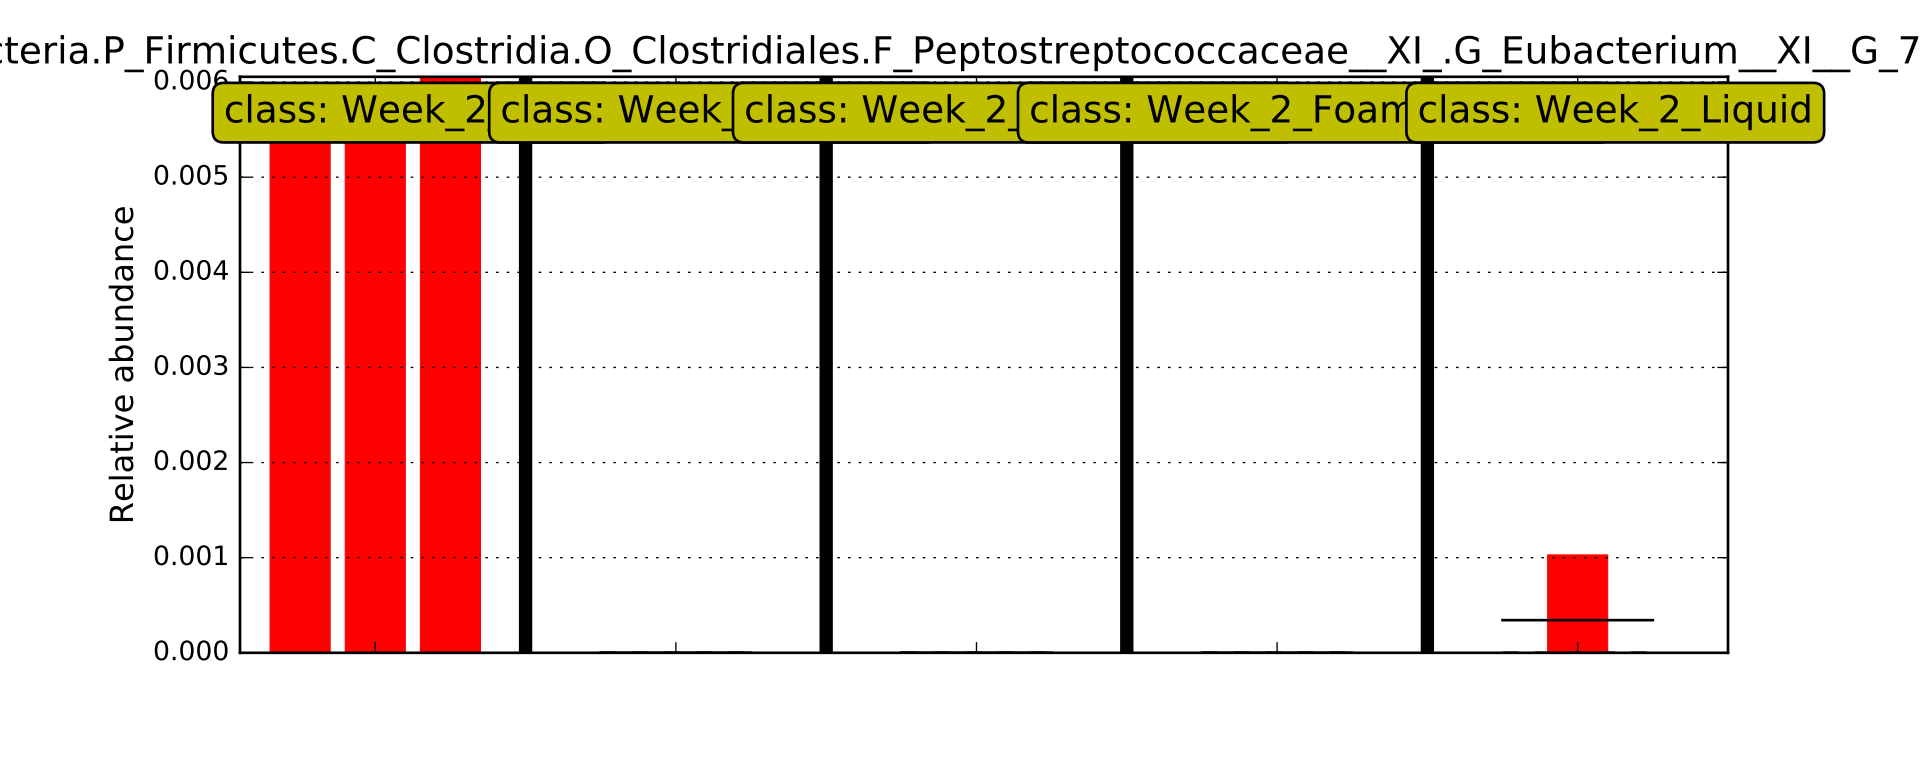 cteria.P_Firmicutes.C_Clostridia.O_Clostridiales.F_Peptostreptococcaceae__XI_.G_Eubacterium__XI__G_7
0.006
class: Week_2 class: Week_ class: Week_2_ class: Week_2_Foam class: Week_2_Liquid
0.005
0.004
0.003
0.002
0.001
0.000
Relative abundance